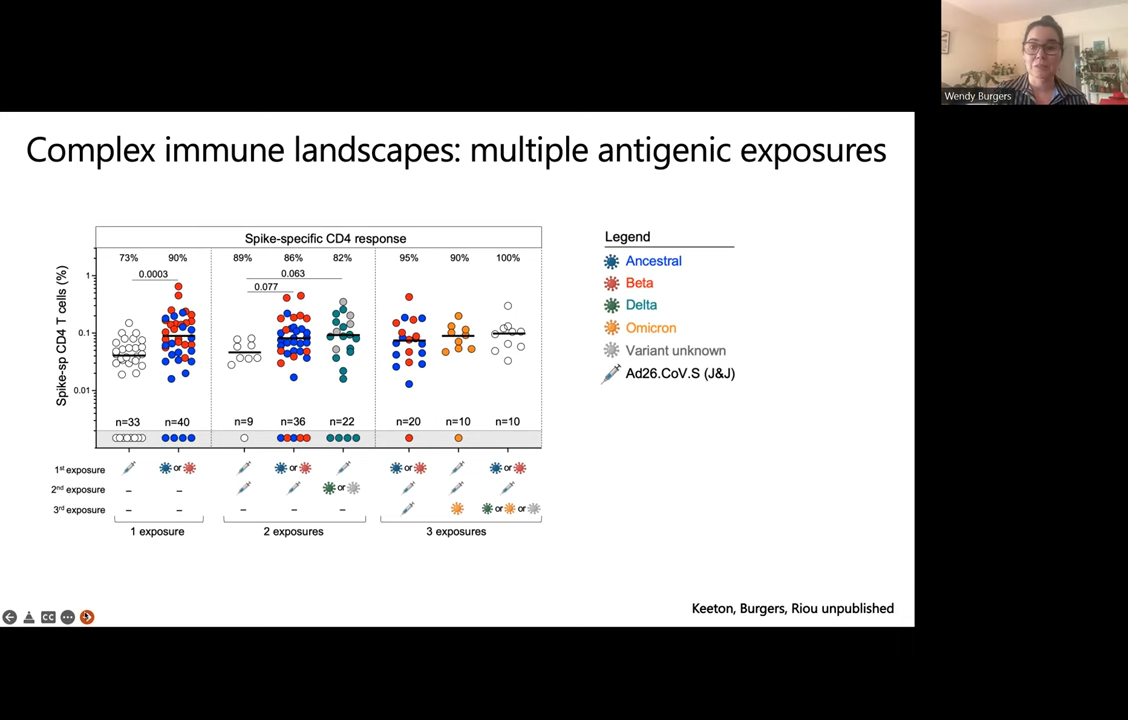 Wendy Burgers
Complex immune landscapes: multiple antigenic exposures
Spike-specific CD4 response
73% 90% 89% 86% 82% 95% 90% 100%
0.0003 0.077 0.063
Spike-sp CD4 T cells (%)
1
0.1
0.01
n=33 n=40 n=9 n=36 n=22 n=20 n=10 n=10
1st exposure or or or or or
2nd exposure – – or
3rd exposure – – – – – or or
1 exposure 2 exposures 3 exposures
Legend
Ancestral
Beta
Delta
Omicron
Variant unknown
Ad26.CoV.S (J&J)
Keeton, Burgers, Riou unpublished
CC